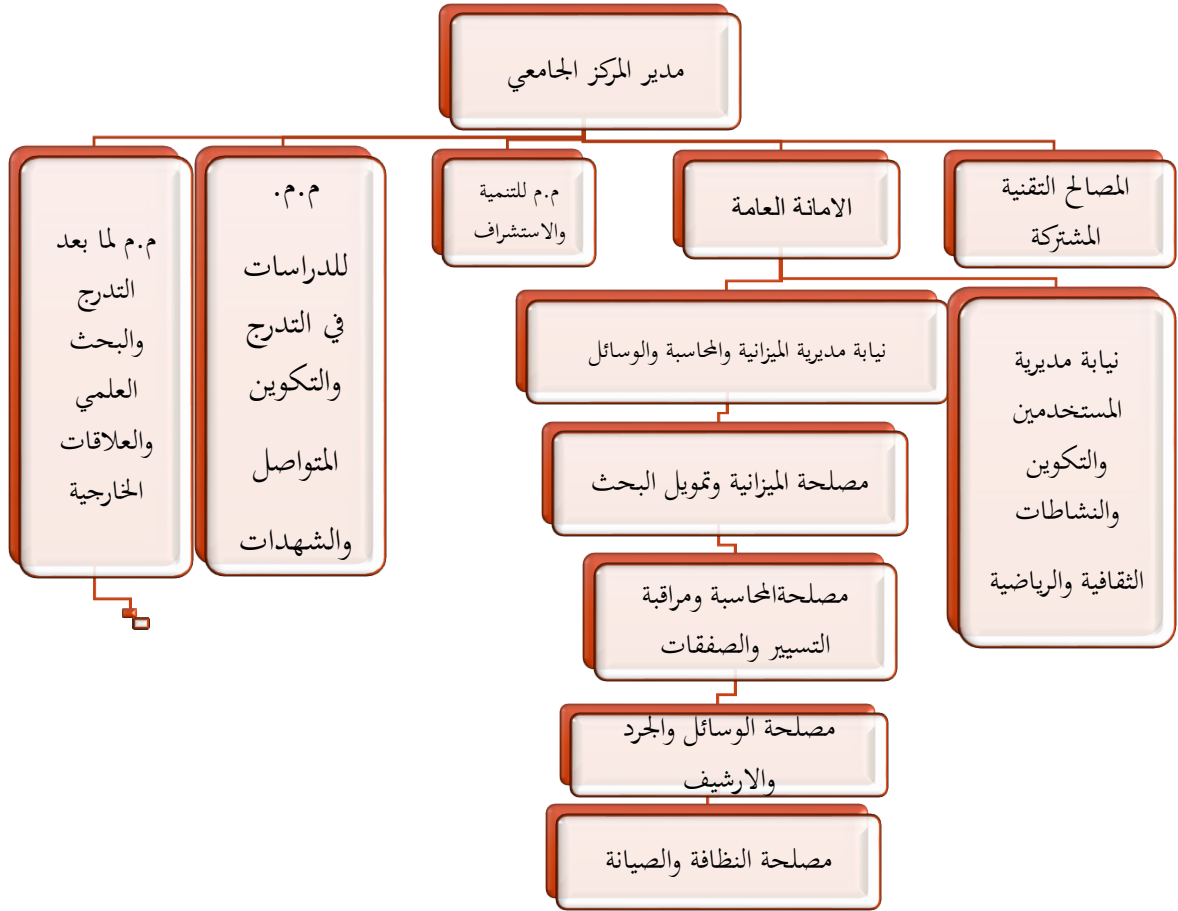 مدير المركز الجامعي
المصالح التقنية
المشتركة
الامانة العامة
م.م للتنمية
والاستشراف
م.م.
للدراسات
في التدرج
والتكوين
المتواصل
والشهدات
م.م لما بعد
التدرج
والبحث
العلمي
والعلاقات
الخارجية
نيابة مديرية
المستخدمين
والتكوين
والنشاطات
الثقافية والرياضية
نيابة مديرية الميزانية والمحاسبة والوسائل
مصلحة الميزانية وتمويل البحث
مصلحةالمحاسبة ومراقبة
التسيير والصفقات
مصلحة الوسائل والجرد
والارشيف
مصلحة النظافة والصيانة